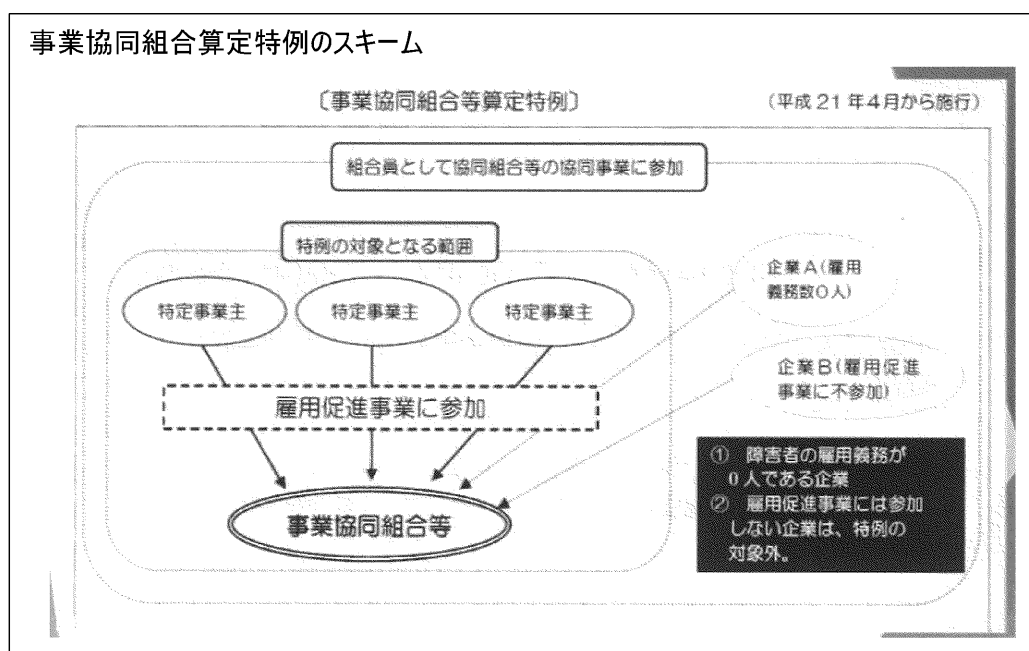 事業協同組合算定特例のスキーム
〔事業協同組合等算定特例〕
（平成21年4月から施行）
組合員として協同組合等の協同事業に参加
特例の対象となる範囲
特定事業主
特定事業主
特定事業主
企業A(雇用
義務数０人)
企業B(雇用促進
事業に不参加)
雇用促進事業に参加
事業協同組合等
① 障害者の雇用義務が
0人である企業
② 雇用促進事業には参加
しない企業は、特例の
対象外。